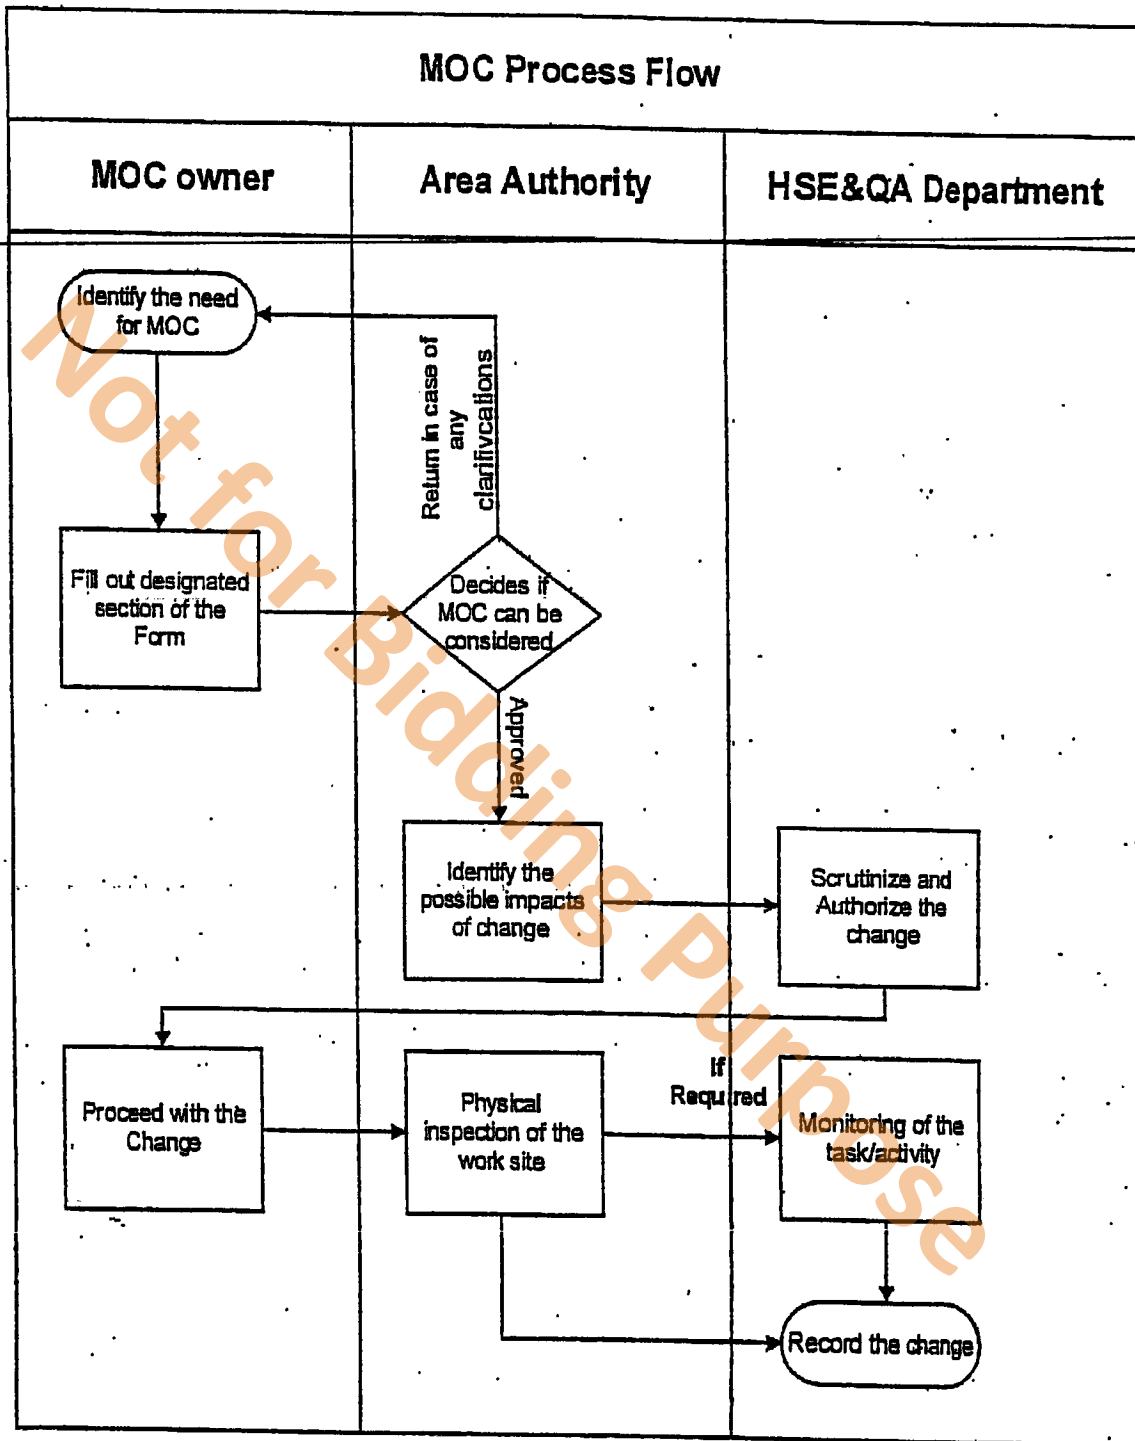 MOC Process Flow
MOC owner
Area Authority
HSE&QA Department
Identify the need
for MOC
Return in case of
any
clarifivcations
Fill out designated
section of the
Form
Decides if
MOC can be
considered
Approved
Identify the
possible impacts
of change
Scrutinize and
Authorize the
change
Proceed with the
Change
Physical
inspection of the
work site
If
Required
Monitoring of the
task/activity
Record the change
Not for Bidding Purpose